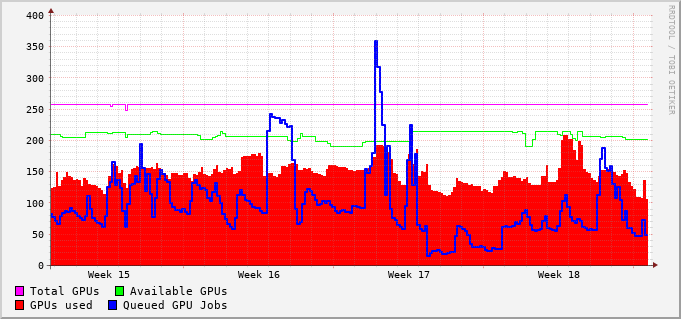 400
350
300
250
200
150
100
50
0
Week 15 Week 16 Week 17 Week 18
Total GPUs Available GPUs
GPUs used Queued GPU Jobs
RRDTOOL / TOBI OETIKER